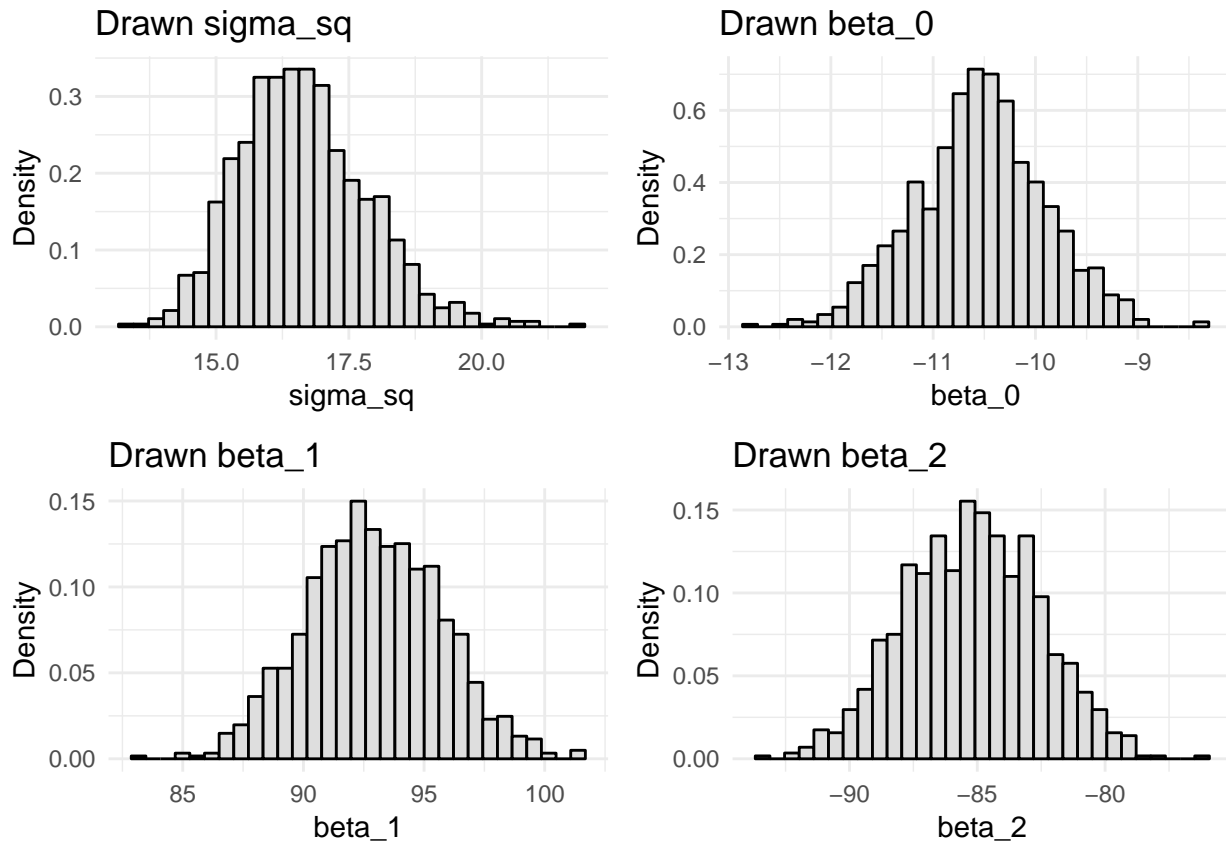 Drawn sigma_sq
Density
0.3
0.2
0.1
0.0
15.0 17.5 20.0
sigma_sq
Drawn beta_0
Density
0.6
0.4
0.2
0.0
−13 −12 −11 −10 −9
beta_0
Drawn beta_1
Density
0.15
0.10
0.05
0.00
85 90 95 100
beta_1
Drawn beta_2
Density
0.15
0.10
0.05
0.00
−90 −85 −80
beta_2